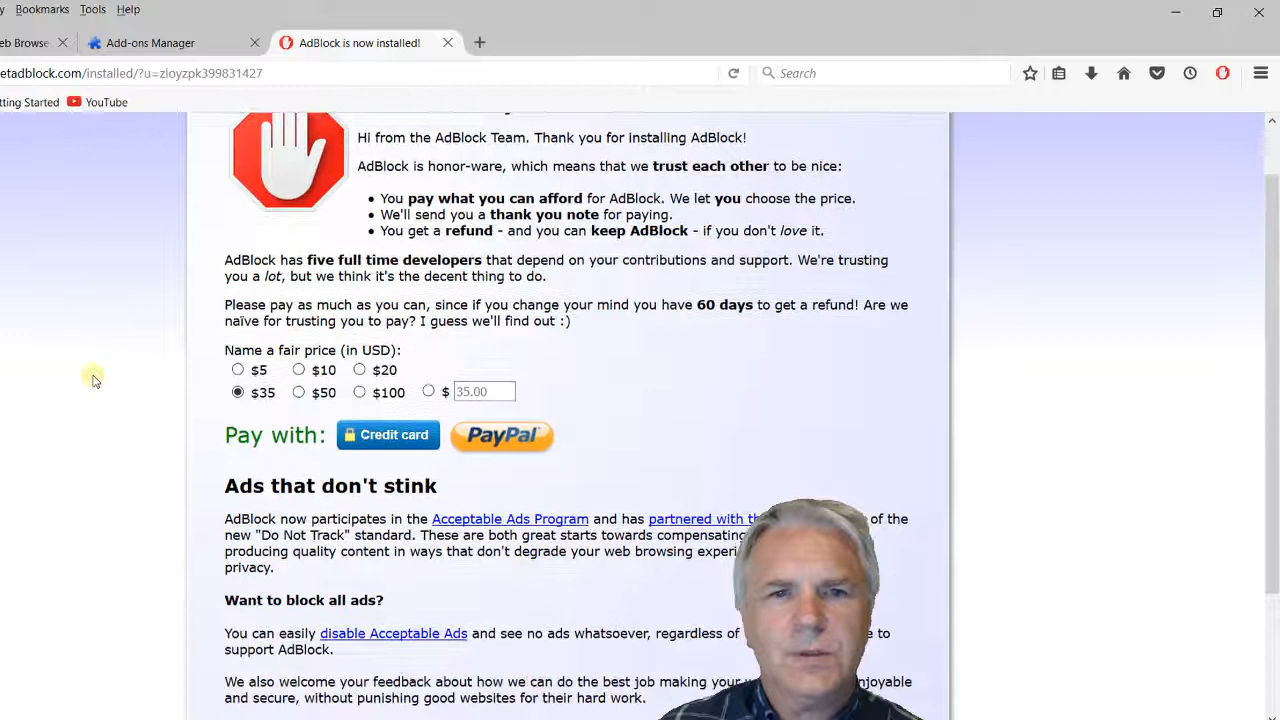 Bookmarks Tools Help
eb Browse Add-ons Manager AdBlock is now installed!
etadblock.com/installed/?u=zloyzpk399831427 Search
tting Started YouTube
Hi from the AdBlock Team. Thank you for installing AdBlock!
AdBlock is honor-ware, which means that we trust each other to be nice:
• You pay what you can afford for AdBlock. We let you choose the price.
• We'll send you a thank you note for paying.
• You get a refund - and you can keep AdBlock - if you don't love it.
AdBlock has five full time developers that depend on your contributions and support. We're trusting
you a lot, but we think it's the decent thing to do.
Please pay as much as you can, since if you change your mind you have 60 days to get a refund! Are we
naïve for trusting you to pay? I guess we'll find out :)
Name a fair price (in USD):
$5 $10 $20
$35 $50 $100 $ 35.00
Pay with: Credit card PayPal
Ads that don't stink
AdBlock now participates in the Acceptable Ads Program and has partnered with of the
new "Do Not Track" standard. These are both great starts towards compensating
producing quality content in ways that don't degrade your web browsing
privacy.
Want to block all ads?
You can easily disable Acceptable Ads and see no ads whatsoever, regardless of to
support AdBlock.
We also welcome your feedback about how we can do the best job making your
and secure, without punishing good websites for their hard work.